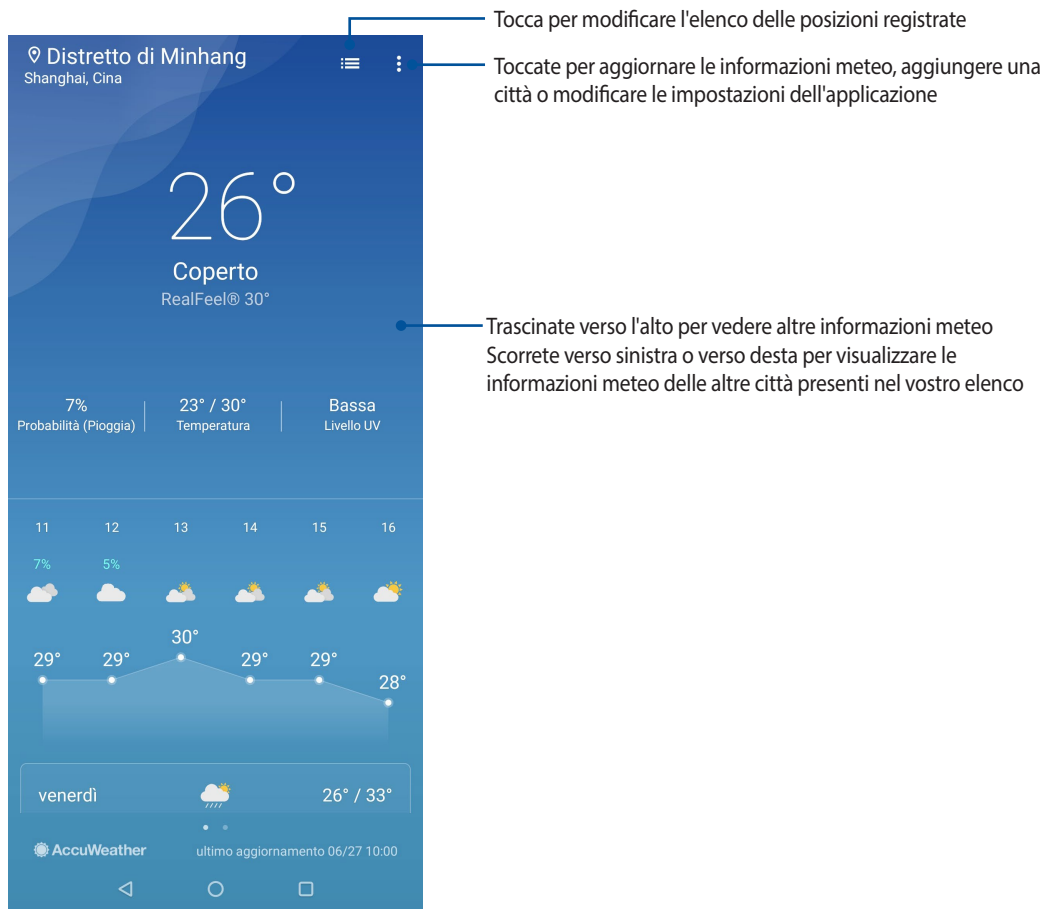 Tocca per modificare l'elenco delle posizioni registrate
Toccate per aggiornare le informazioni meteo, aggiungere una
città o modificare le impostazioni dell'applicazione
Distretto di Minhang
Shanghai, Cina
26°
Coperto
RealFeel® 30°
Trascinate verso l'alto per vedere altre informazioni meteo
Scorrete verso sinistra o verso desta per visualizzare le
informazioni meteo delle altre città presenti nel vostro elenco
7% 23° / 30° Bassa
Probabilità (Pioggia) Temperatura Livello UV
11 12 13 14 15 16
7% 5%
29° 29° 30° 29° 29° 28°
venerdì 26° / 33°
AccuWeather ultimo aggiornamento 06/27 10:00